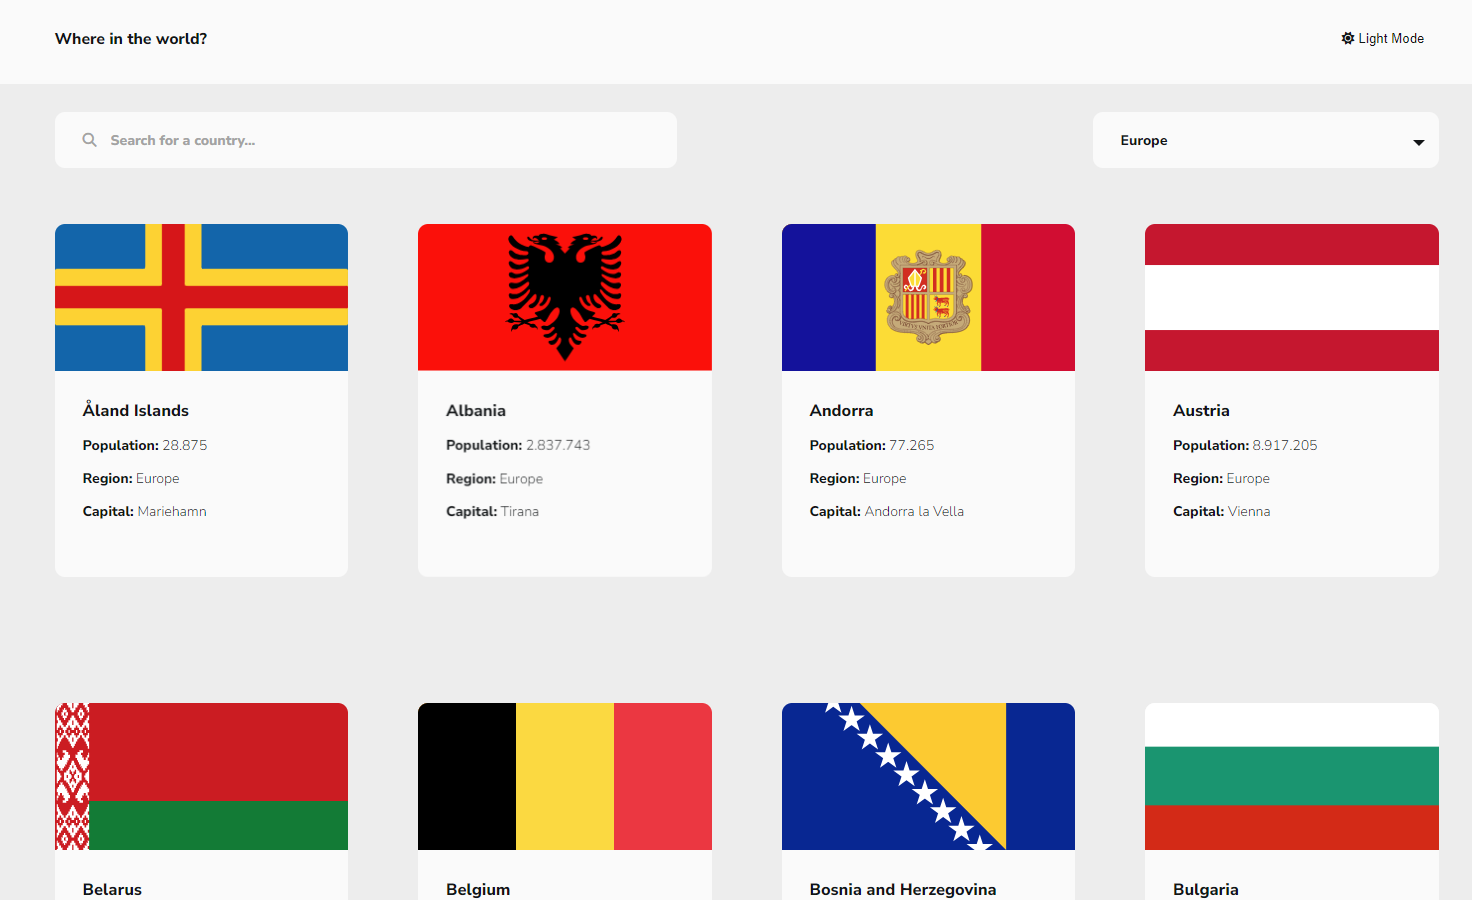 Where in the world?
Light Mode
Search for a country...
Europe
Åland Islands
Population: 28.875
Region: Europe
Capital: Mariehamn
Albania
Population: 2.837.743
Region: Europe
Capital: Tirana
Andorra
Population: 77.265
Region: Europe
Capital: Andorra la Vella
Austria
Population: 8.917.205
Region: Europe
Capital: Vienna
Belarus
Belgium
Bosnia and Herzegovina
Bulgaria